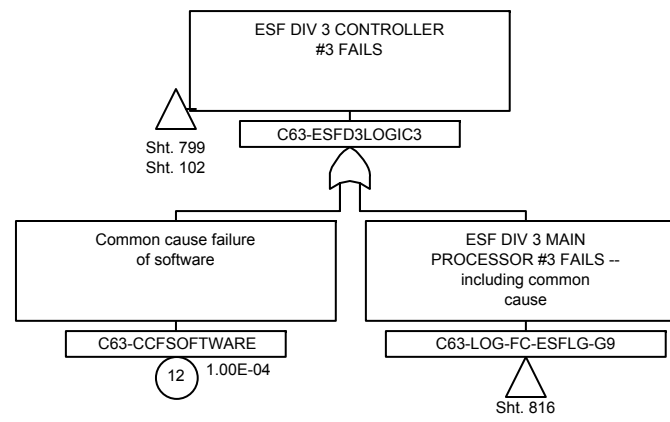 ESF DIV 3 CONTROLLER
#3 FAILS
Sht. 799
Sht. 102
C63-ESFD3LOGIC3
Common cause failure
of software
C63-CCFSOFTWARE
12
1.00E-04
ESF DIV 3 MAIN
PROCESSOR #3 FAILS --
including common
cause
C63-LOG-FC-ESFLG-G9
Sht. 816